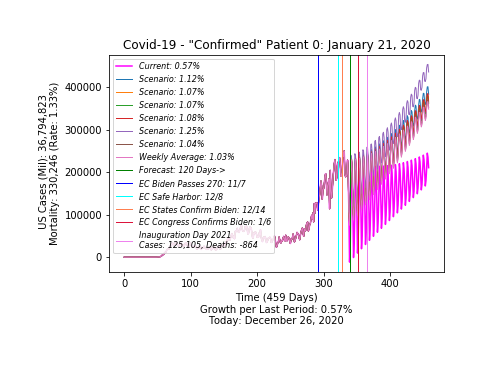 Covid-19 - "Confirmed" Patient 0: January 21, 2020
US Cases (Mil): 36,794,823
Mortality: 330,246 (Rate: 1.33%)
400000
300000
200000
100000
0
Current: 0.57%
Scenario: 1.12%
Scenario: 1.07%
Scenario: 1.07%
Scenario: 1.08%
Scenario: 1.25%
Scenario: 1.04%
Weekly Average: 1.03%
Forecast: 120 Days->
EC Biden Passes 270: 11/7
EC Safe Harbor: 12/8
EC States Confirm Biden: 12/14
EC Congress Confirms Biden: 1/6
Inauguration Day 2021
Cases: 125,105, Deaths: -864
0 100 200 300 400
Time (459 Days)
Growth per Last Period: 0.57%
Today: December 26, 2020